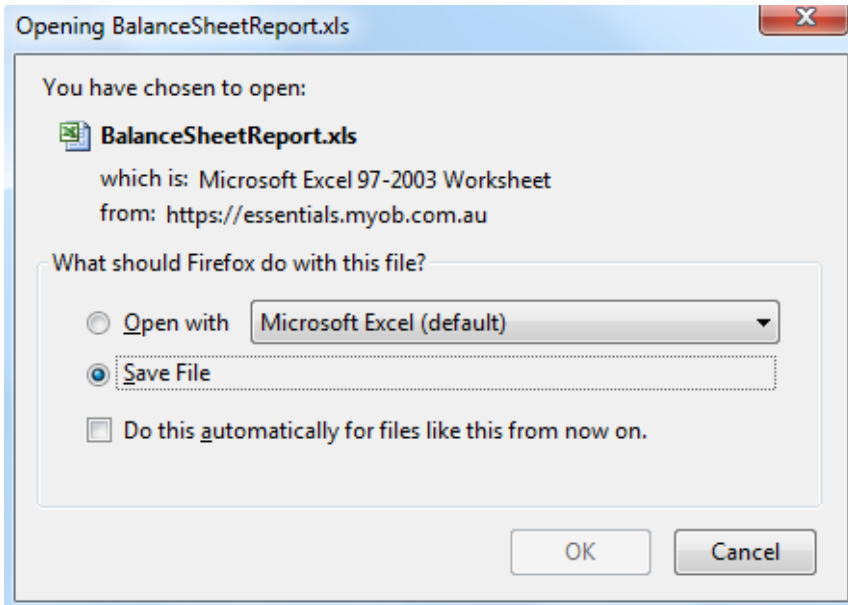 Opening BalanceSheetReport.xls
You have chosen to open:
BalanceSheetReport.xls
which is: Microsoft Excel 97-2003 Worksheet
from: https://essentials.myob.com.au
What should Firefox do with this file?
Open with Microsoft Excel (default)
Save File
Do this automatically for files like this from now on.
OK Cancel